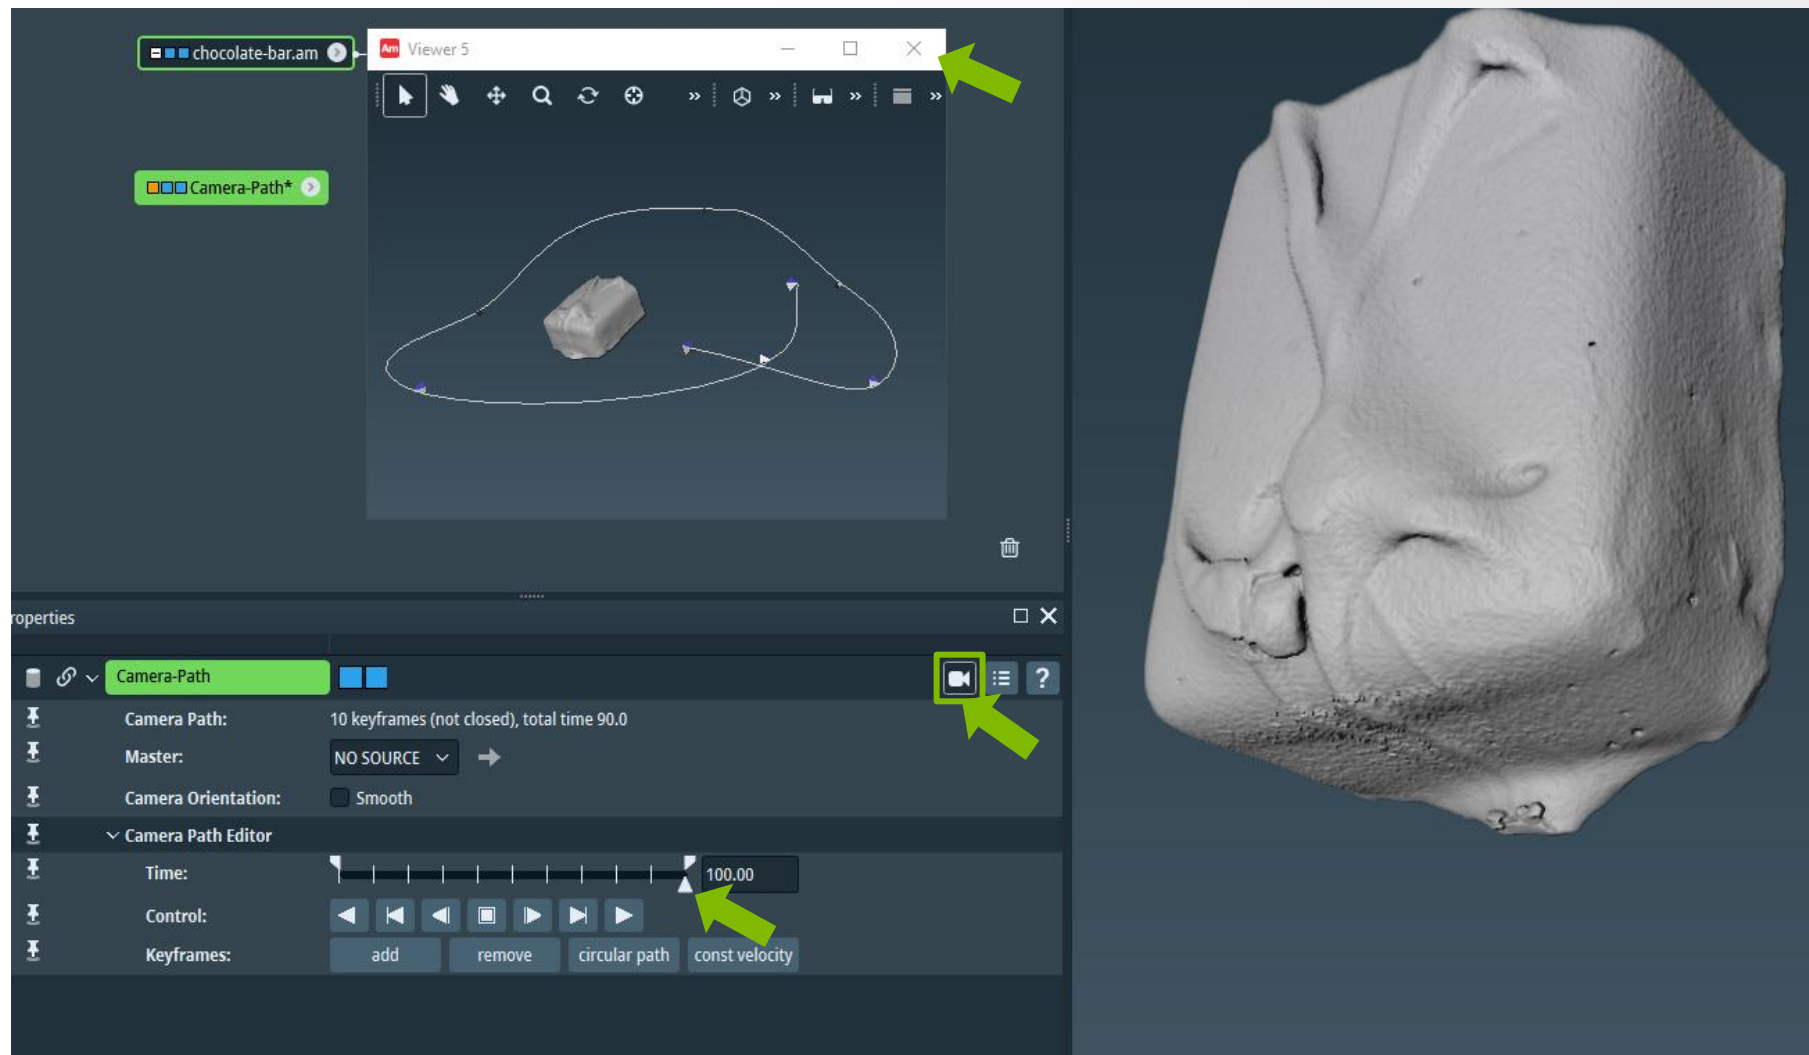 chocolate-bar.am
Am Viewer 5
Camera-Path*
roperties
Camera-Path
?
Camera Path: 10 keyframes (not closed), total time 90.0
Master: NO SOURCE
Camera Orientation: Smooth
Camera Path Editor
Time: 100.00
Control:
Keyframes: add remove circular path const velocity